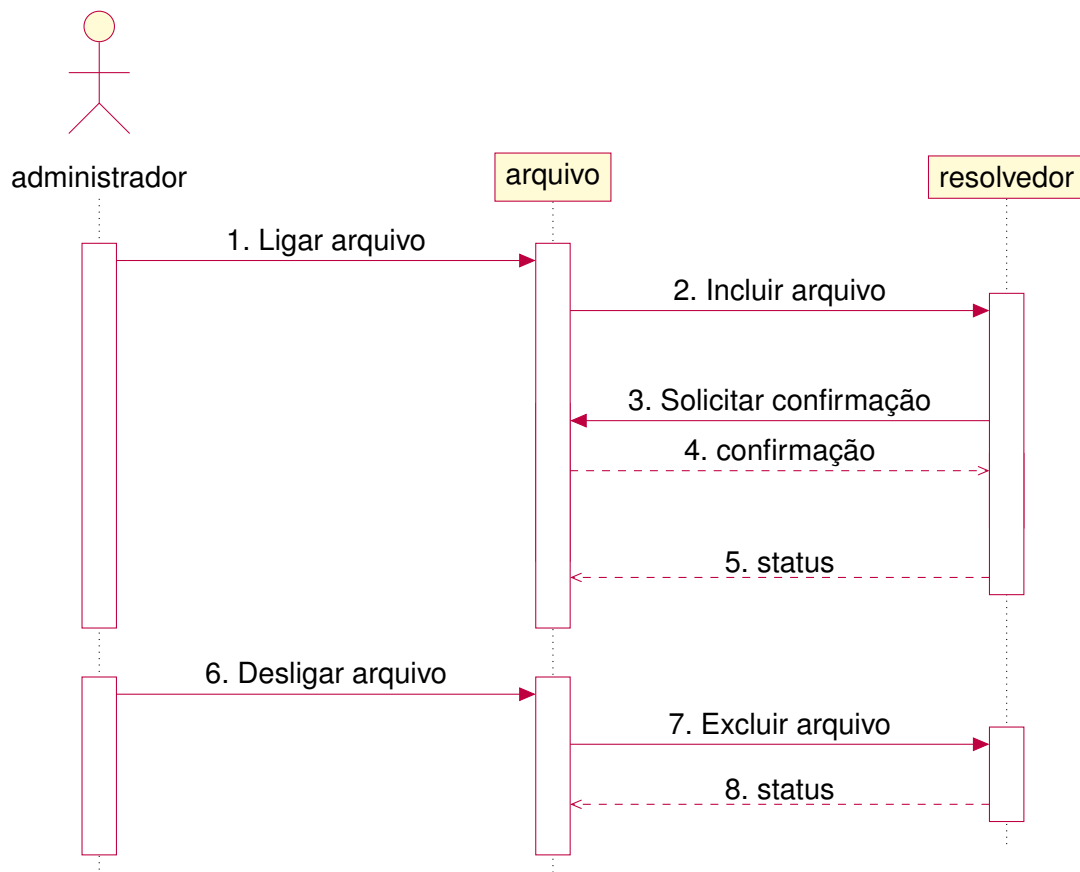 administrador
arquivo
resolvedor
1. Ligar arquivo
2. Incluir arquivo
3. Solicitar confirmação
4. confirmação
5. status
6. Desligar arquivo
7. Excluir arquivo
8. status